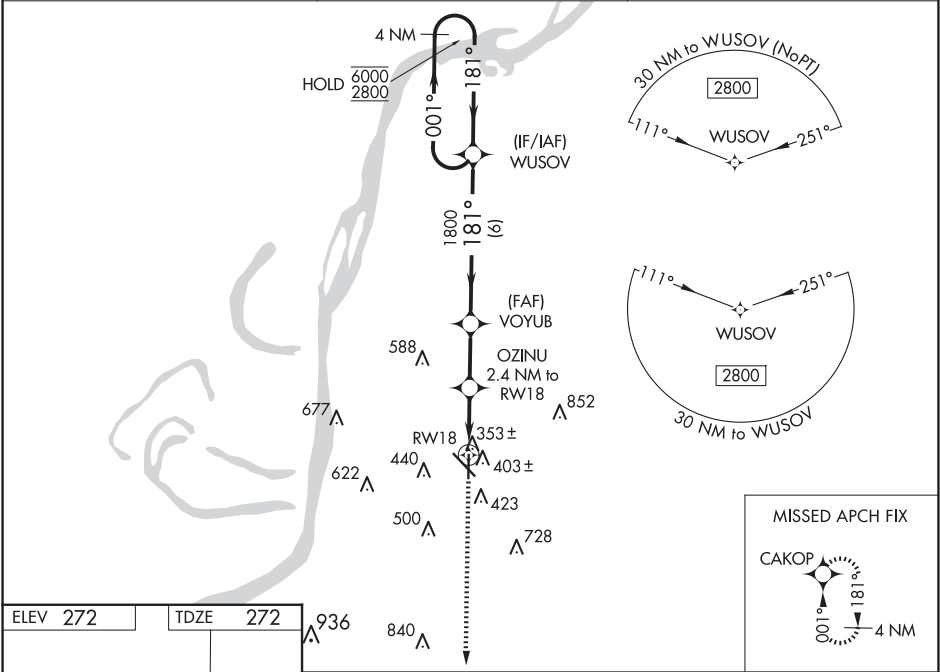 4 NM
HOLD 6000
2800
001°
181°
(IF/IAF)
WUSOV
1800
181°
(6)
(FAF)
VOYUB
OZINU
2.4 NM to
RW18
588
852
677
RW18
353±
440
403±
622
423
500
728
936
840
30 NM to WUSOV (NoPT)
2800
111°
WUSOV
251°
111°
251°
WUSOV
2800
30 NM to WUSOV
MISSED APCH FIX
CAKOP
001°
181°
4 NM
ELEV 272
TDZE 272